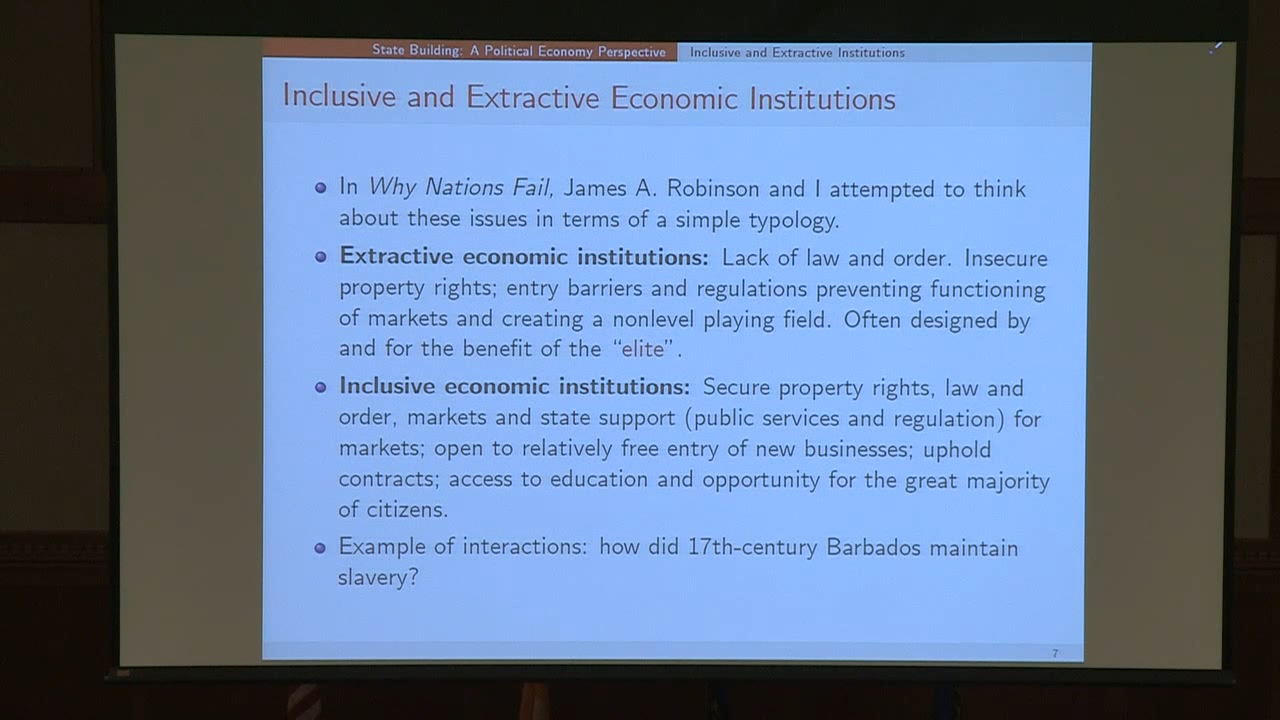 State Building: A Political Economy Perspective
Inclusive and Extractive Institutions
Inclusive and Extractive Economic Institutions
In Why Nations Fail, James A. Robinson and I attempted to think
about these issues in terms of a simple typology.
Extractive economic institutions: Lack of law and order. Insecure
property rights; entry barriers and regulations preventing functioning
of markets and creating a nonlevel playing field. Often designed by
and for the benefit of the “elite”.
Inclusive economic institutions: Secure property rights, law and
order, markets and state support (public services and regulation) for
markets; open to relatively free entry of new businesses; uphold
contracts; access to education and opportunity for the great majority
of citizens.
Example of interactions: how did 17th-century Barbados maintain
slavery?
7